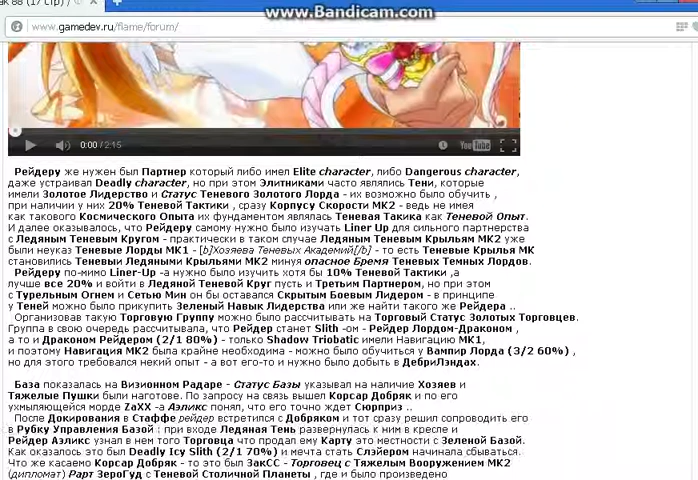 www.Bandicam.com
ак 88 (17 стр) /
www.gamedev.ru/flame/forum/
0:00 / 2:15
YouTube
Рейдеру же нужен был Партнер который либо имел Elite character, либо Dangerous character,
даже устраивал Deadly character, но при этом Элитниками часто являлись Тени, которые
имели Золотое Лидерство и Статус Теневого Золотого Лорда - их возможно было обучить ,
при наличии у них 20% Теневой Тактики , сразу Корпусу Скорости МК2 - ведь не имея
как такового Космического Опыта их фундаментом являлась Теневая Такика как Теневой Опыт.
И далее оказывалось, что Рейдеру самому нужно было изучать Liner Up для сильного партнерства
с Ледяным Теневым Кругом - практически в таком случае Ледяным Теневым Крыльям МК2 уже
были неуказ Теневые Лорды МК1 - [b]Хозяева Теневых Академий[/b] - то есть Теневые Крылья МК
становились Теневыи Ледяными Крыльями МК2 минуя опасное Бремя Теневых Темных Лордов.
Рейдеру по-мимо Liner-Up -а нужно было изучить хотя бы 10% Теневой Тактики ,а
лучше все 20% и войти в Ледяной Теневой Круг пусть и Третьим Партнером, но при этом
с Турельным Огнем и Сетью Мин он бы оставался Скрытым Боевым Лидером - в принципе
у Теней можно было прикупить Зеленый Навык Лидерства или же найти такого же Рейдера ..
Организовав такую Торговую Группу можно было рассчитывать на Торговый Статус Золотых Торговцев.
Группа в свою очередь рассчитывала, что Рейдер станет Slith -ом - Рейдер Лордом-Драконом ,
а то и Драконом Рейдером (2/1 80%) - только Shadow Triobatic имели Навигацию МК1,
и поэтому Навигация МК2 была крайне необходима - можно было обучиться у Вампир Лорда (3/2 60%) ,
но для этого требовался некий опыт - а вот его-то и нужно было добыть в ДебриЛэндах.
База показалась на Визионном Радаре - Статус Базы указывал на наличие Хозяев и
Тяжелые Пушки были наготове. По запросу на связь вышел Корсар Добряк и по его
ухмыляющейся морде ZaXX -а Аэликс понял, что его точно ждет Сюрприз ..
После Докирования в Стаффе рейдер встретился с Добряком и тот сразу решил сопроводить его
в Рубку Управления Базой : при входе Ледяная Тень развернулась к ним в кресле и
Рейдер Аэликс узнал в нем того Торговца что продал ему Карту это местности с Зеленой Базой.
Как оказалось это был Deadly Icy Slith (2/1 70%) и мечта стать Слэйером начинала сбываться.
Что же касаемо Корсар Добряк - то это был ЗакСС - Торговец с Тяжелым Вооружением МК2
(дипломат) Рарт ЗероГуд с Теневой Столичной Планеты , где и было произведено